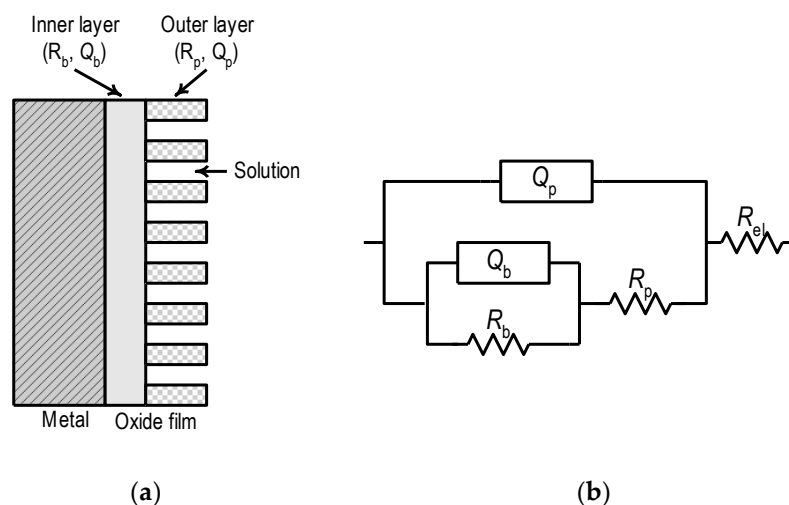 Inner layer
(Rb, Qb)
Outer layer
(Rp, Qp)
Solution
Metal
Oxide film
(a)
Qp
Qb
Rb
Rp
Rel
(b)